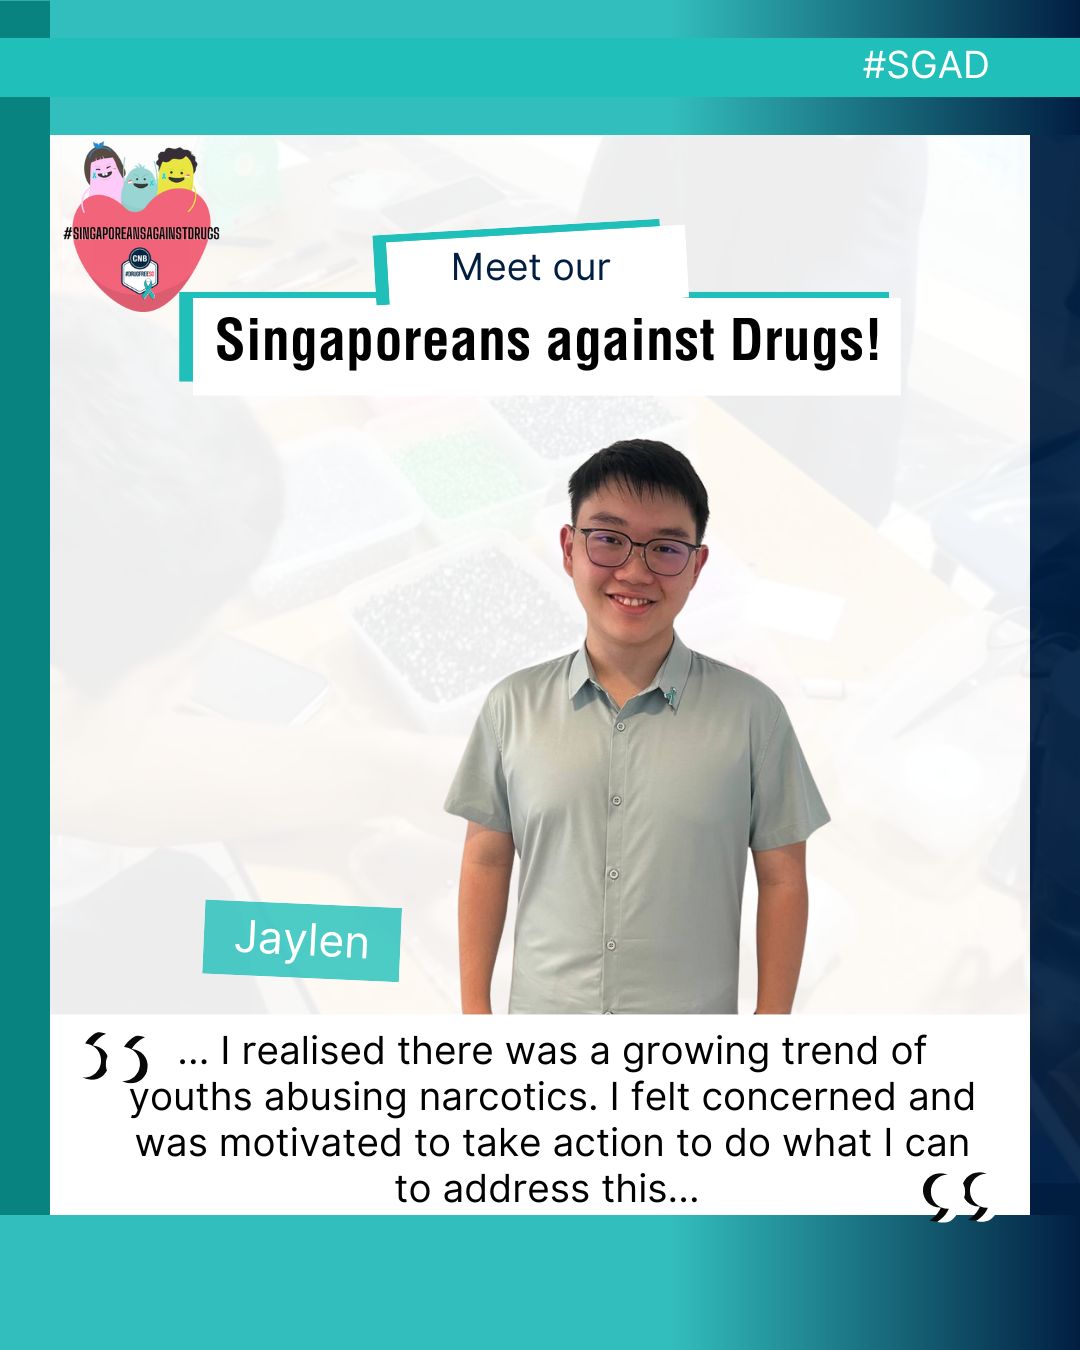 #SGAD
#SINGAPOREANSAGAINSTDRUGS
CNB
#DRUGFREESG
Meet our
Singaporeans against Drugs!
Jaylen
... I realised there was a growing trend of
youths abusing narcotics. I felt concerned and
was motivated to take action to do what I can
to address this...